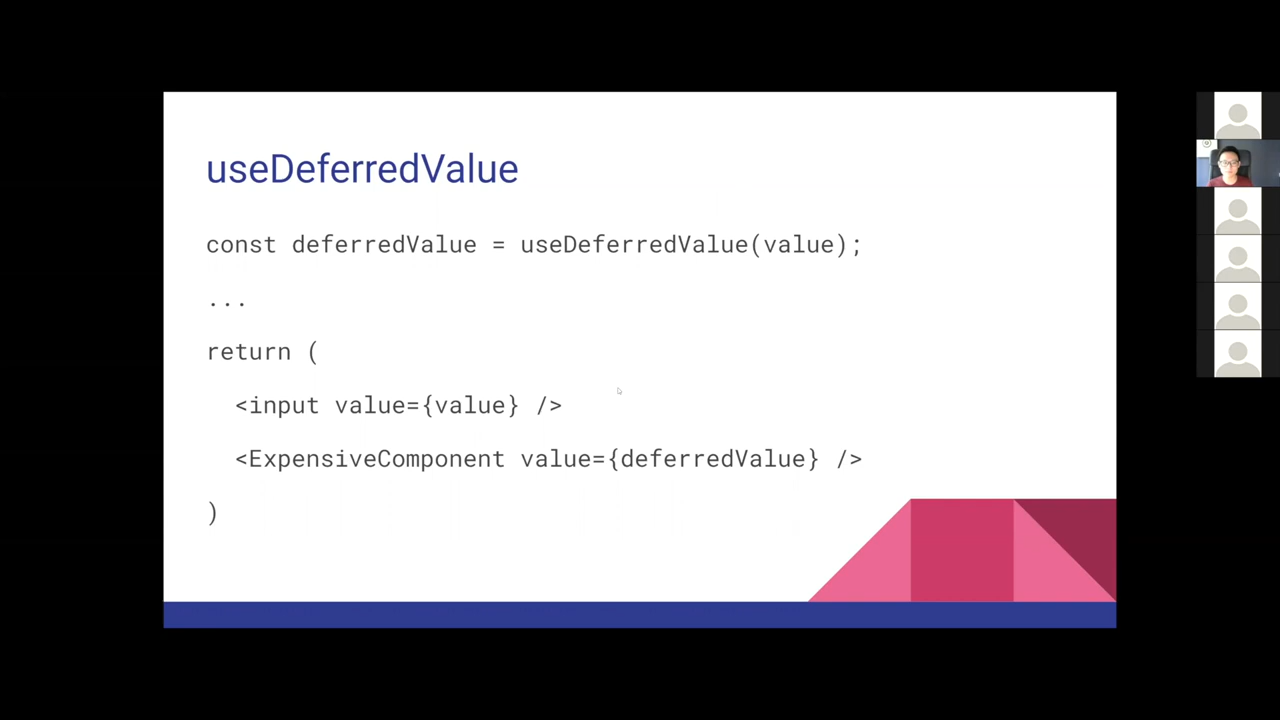 useDeferredValue
const deferredValue = useDeferredValue(value);
...
return (
<input value={value} />
<ExpensiveComponent value={deferredValue} />
)